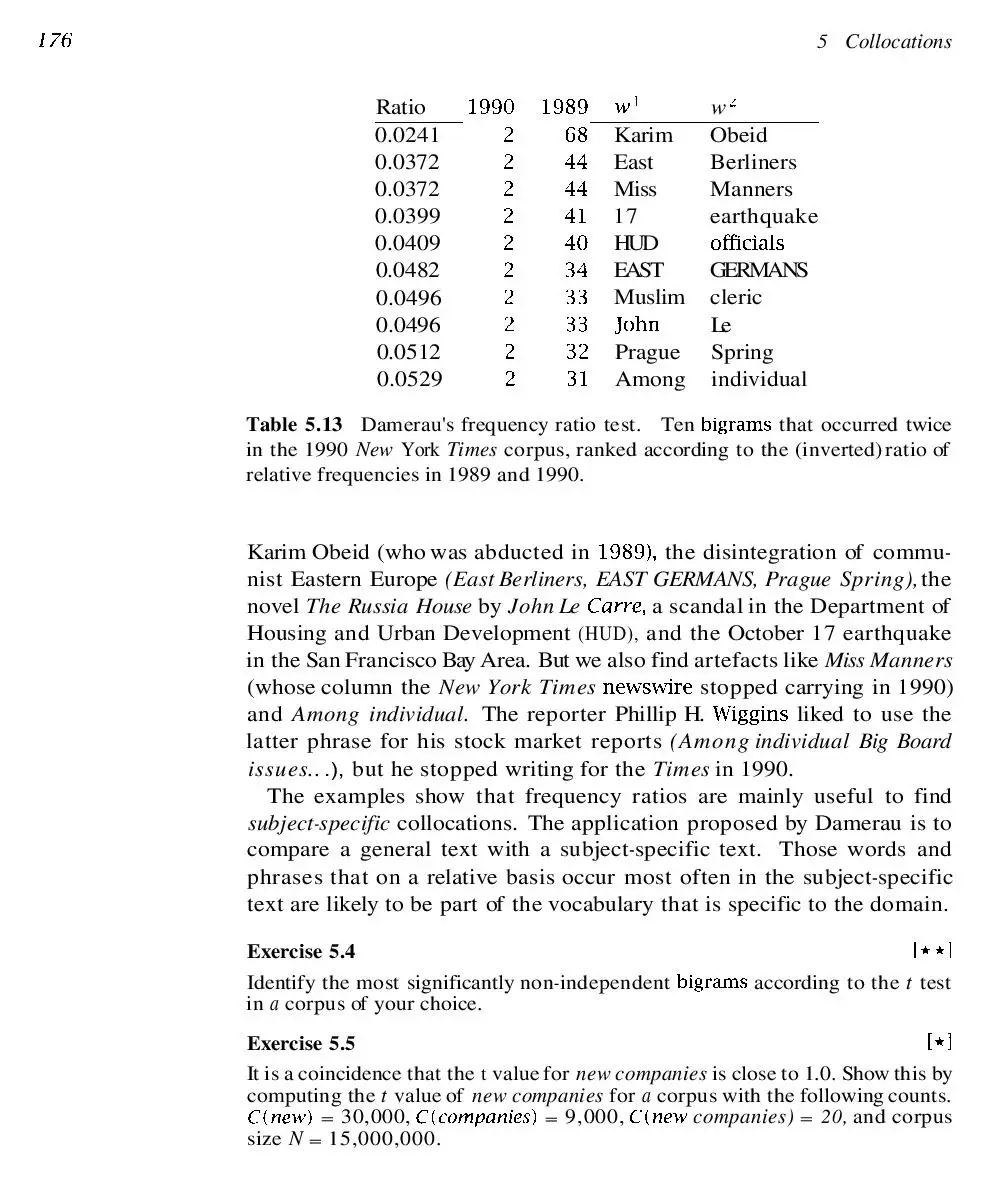 176
5 Collocations
Ratio 1990 1989 w¹ w²
0.0241 2 68 Karim Obeid
0.0372 2 44 East Berliners
0.0372 2 44 Miss Manners
0.0399 2 41 17 earthquake
0.0409 2 40 HUD officials
0.0482 2 34 EAST GERMANS
0.0496 2 33 Muslim cleric
0.0496 2 33 John Le
0.0512 2 32 Prague Spring
0.0529 2 31 Among individual
Table 5.13 Damerau's frequency ratio test. Ten bigrams that occurred twice
in the 1990 New York Times corpus, ranked according to the (inverted) ratio of
relative frequencies in 1989 and 1990.
Karim Obeid (who was abducted in 1989), the disintegration of commu-
nist Eastern Europe (East Berliners, EAST GERMANS, Prague Spring), the
novel The Russia House by John Le Carre, a scandal in the Department of
Housing and Urban Development (HUD), and the October 17 earthquake
in the San Francisco Bay Area. But we also find artefacts like Miss Manners
(whose column the New York Times newswire stopped carrying in 1990)
and Among individual. The reporter Phillip H. Wiggins liked to use the
latter phrase for his stock market reports (Among individual Big Board
issues. . .), but he stopped writing for the Times in 1990.
The examples show that frequency ratios are mainly useful to find
subject-specific collocations. The application proposed by Damerau is to
compare a general text with a subject-specific text. Those words and
phrases that on a relative basis occur most often in the subject-specific
text are likely to be part of the vocabulary that is specific to the domain.
Exercise 5.4 [★★]
Identify the most significantly non-independent bigrams according to the t test
in a corpus of your choice.
Exercise 5.5 [★]
It is a coincidence that the t value for new companies is close to 1.0. Show this by
computing the t value of new companies for a corpus with the following counts.
C(new) = 30,000, C(companies) = 9,000, C(new companies) = 20, and corpus
size N = 15,000,000.